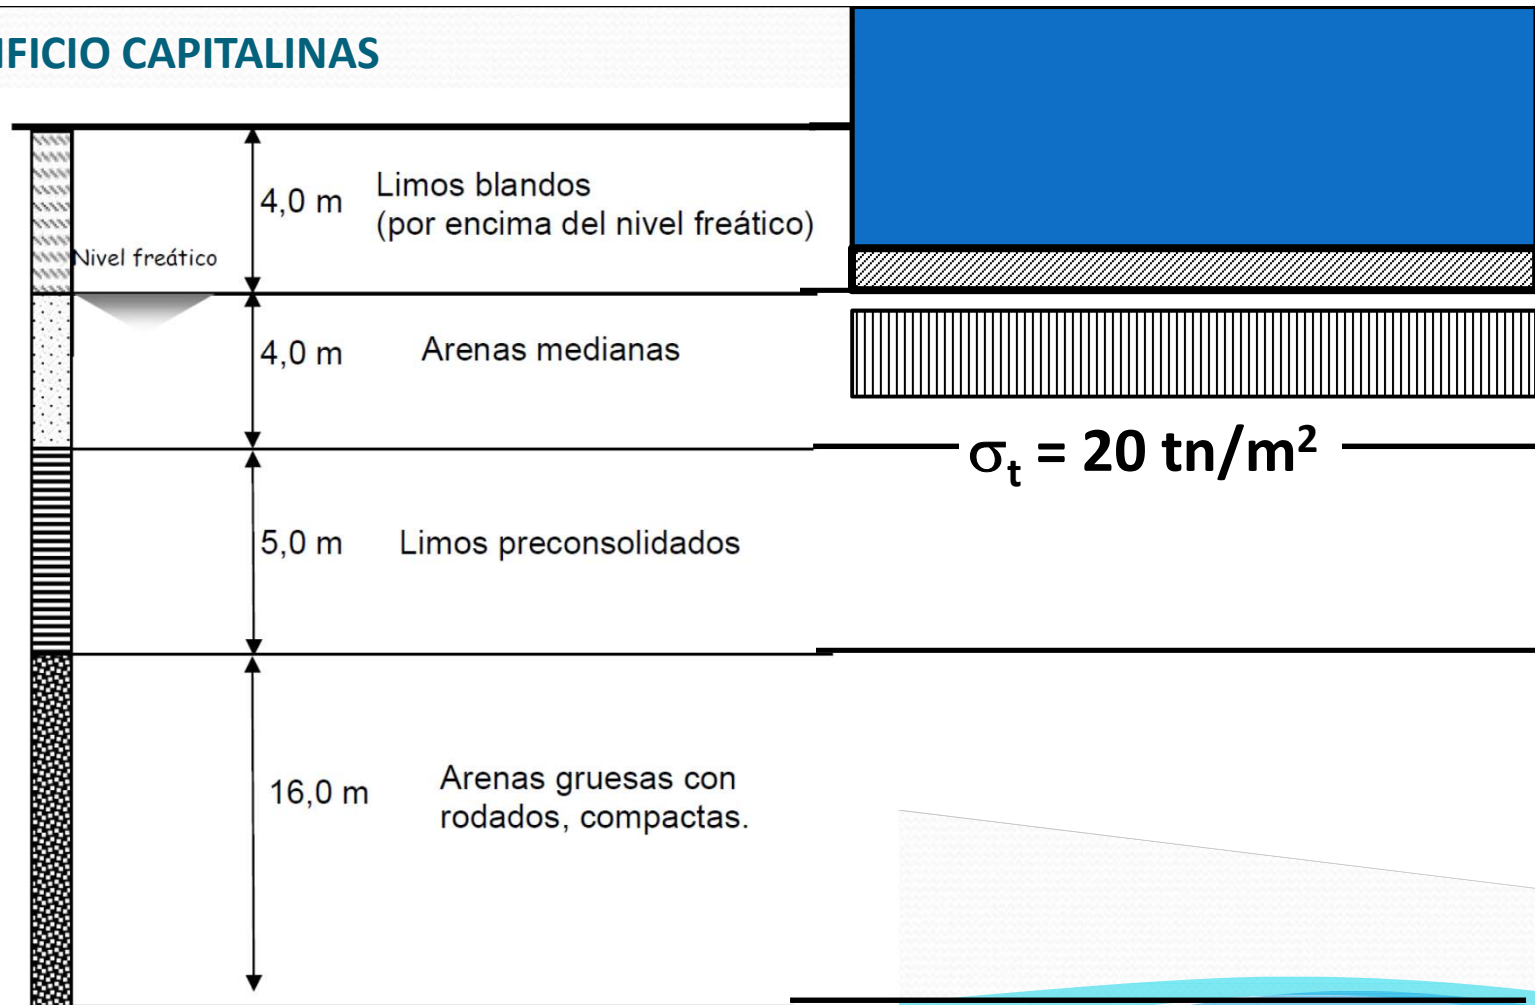 IFICIO CAPITALINAS
4,0 m
Limos blandos
(por encima del nivel freático)
Nivel freático
4,0 m
Arenas medianas
σt = 20 tn/m²
5,0 m
Limos preconsolidados
16,0 m
Arenas gruesas con
rodados, compactas.